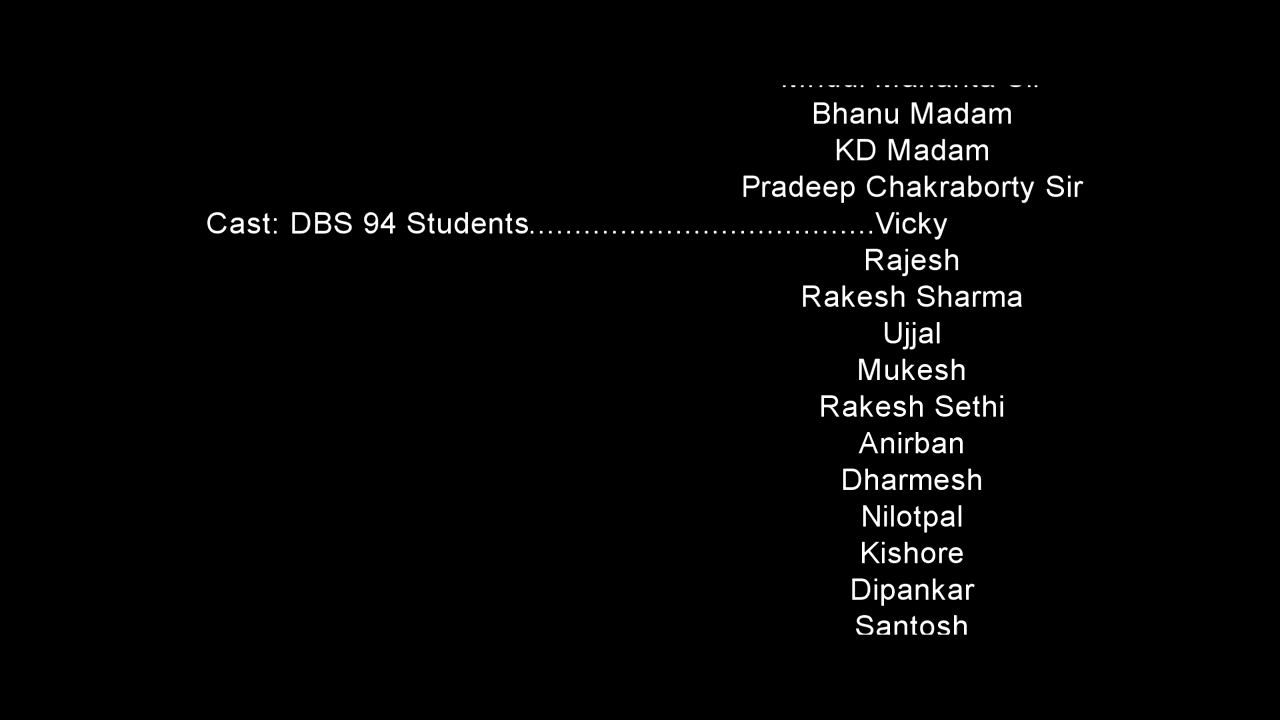 Bhanu Madam
KD Madam
Pradeep Chakraborty Sir
Cast: DBS 94 Students......................................Vicky
Rajesh
Rakesh Sharma
Ujjal
Mukesh
Rakesh Sethi
Anirban
Dharmesh
Nilotpal
Kishore
Dipankar
Santosh